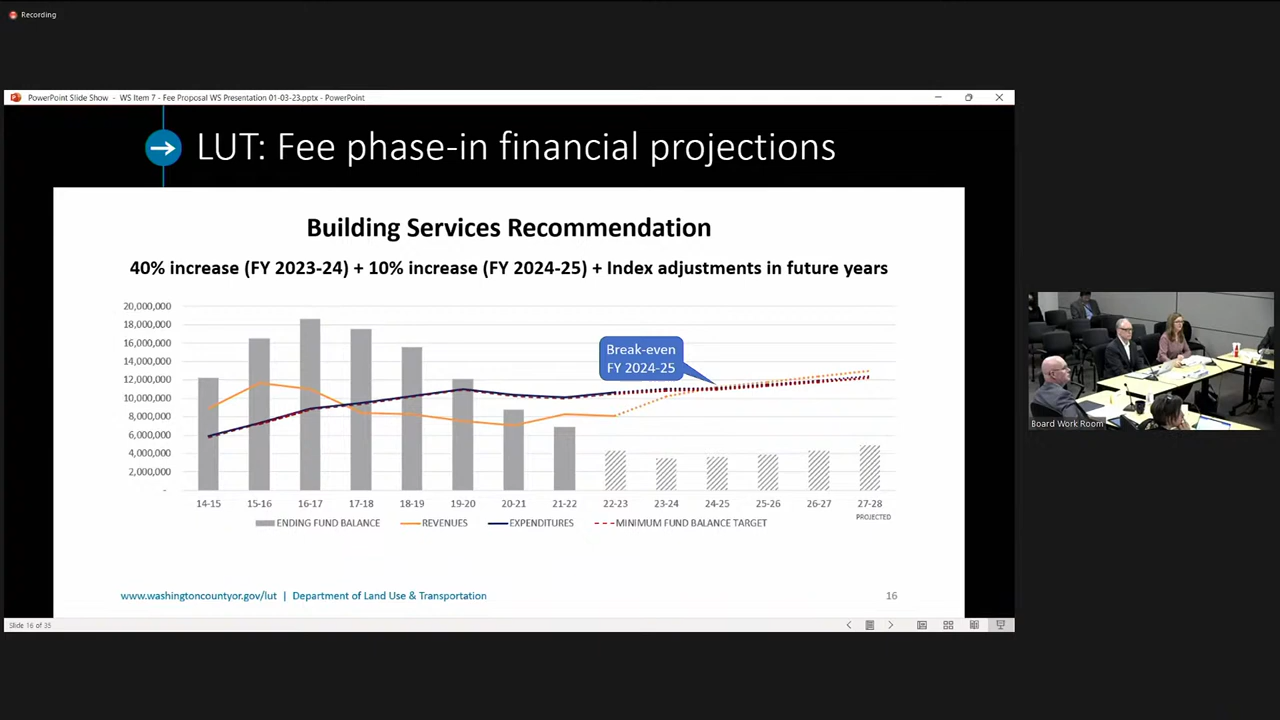 Recording
PowerPoint Slide Show - WS Item 7 - Fee Proposal WS Presentation 01-03-23.pptx - PowerPoint
LUT: Fee phase-in financial projections
Building Services Recommendation
40% increase (FY 2023-24) + 10% increase (FY 2024-25) + Index adjustments in future years
20,000,000
18,000,000
16,000,000
14,000,000
12,000,000
10,000,000
8,000,000
6,000,000
4,000,000
2,000,000
-
Break-even
FY 2024-25
14-15 15-16 16-17 17-18 18-19 19-20 20-21 21-22 22-23 23-24 24-25 25-26 26-27 27-28
PROJECTED
ENDING FUND BALANCE REVENUES EXPENDITURES MINIMUM FUND BALANCE TARGET
www.washingtoncountyor.gov/lut | Department of Land Use & Transportation 16
Slide 16 of 35
Board Work Room